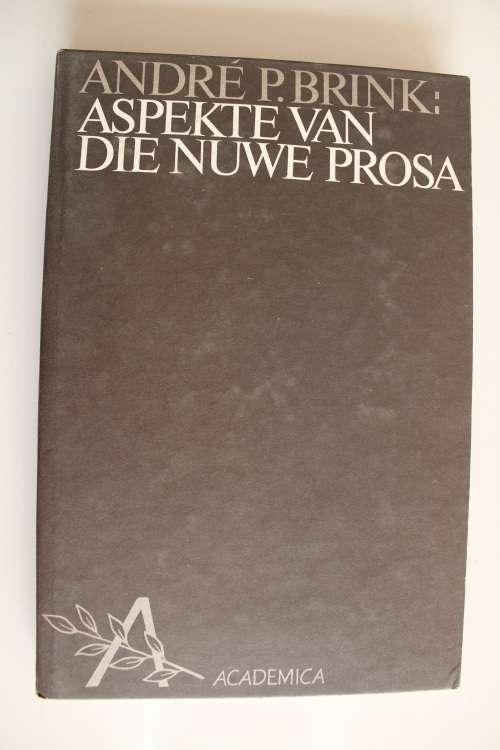 ANDRÉ P. BRINK:
ASPEKTE VAN
DIE NUWE PROSA
A
ACADEMICA